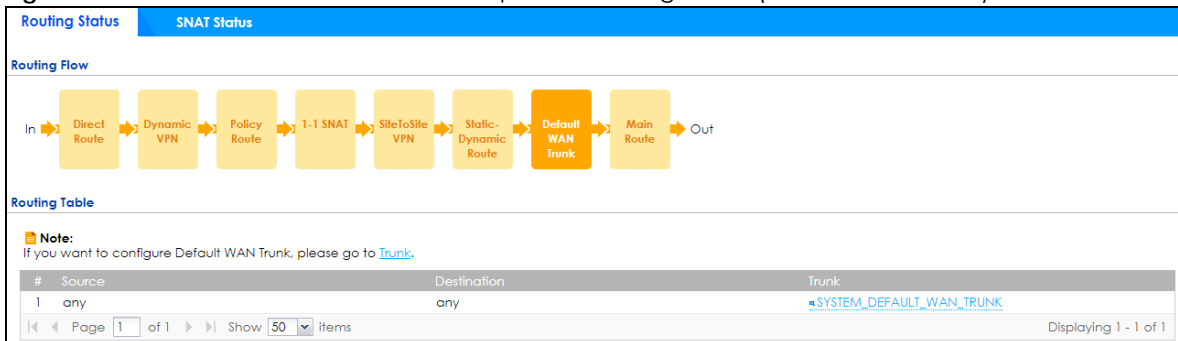 Routing Status SNAT Status
Routing Flow
In Direct Route Dynamic VPN Policy Route 1-1 SNAT SiteToSite VPN Static-Dynamic Route Default WAN Trunk Main Route Out
Routing Table
Note:
If you want to configure Default WAN Trunk, please go to Trunk.
# Source Destination Trunk
1 any any SYSTEM_DEFAULT_WAN_TRUNK
Page 1 of 1 Show 50 items Displaying 1 - 1 of 1